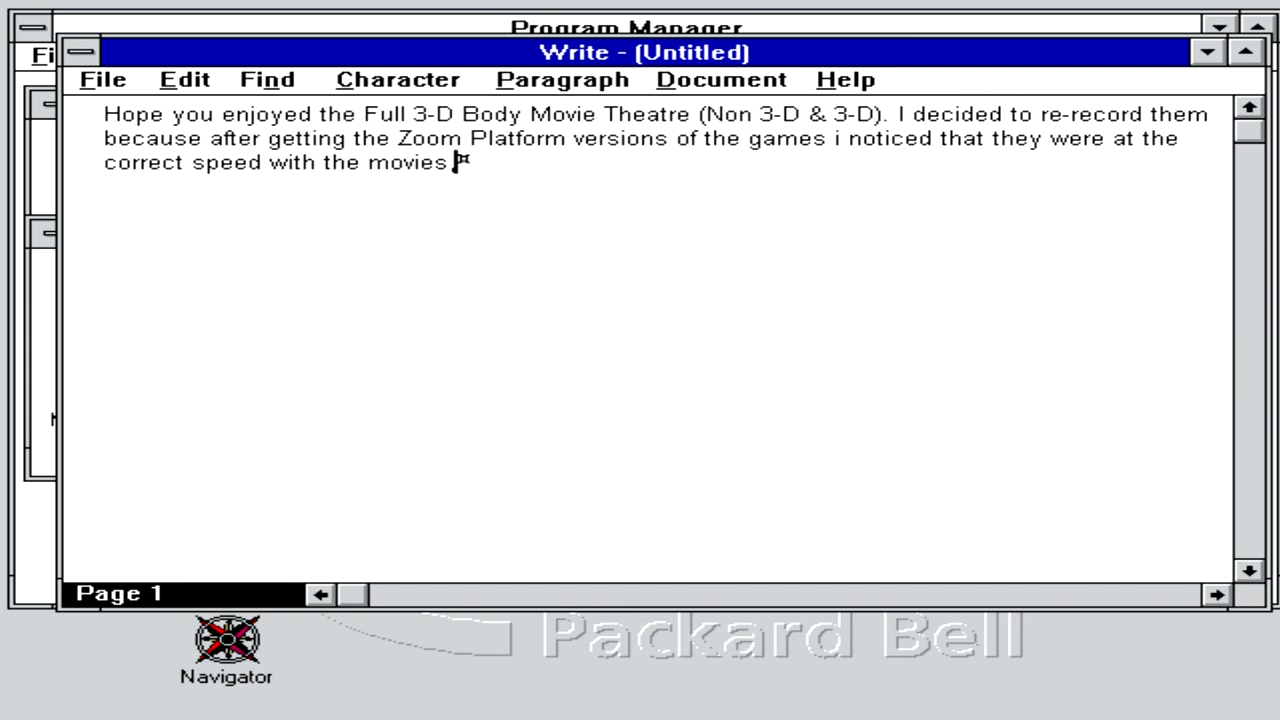 Program Manager
Fi
Write - (Untitled)
File Edit Find Character Paragraph Document Help
Hope you enjoyed the Full 3-D Body Movie Theatre (Non 3-D & 3-D). I decided to re-record them
because after getting the Zoom Platform versions of the games i noticed that they were at the
correct speed with the movies.
Page 1
Packard Bell
Navigator